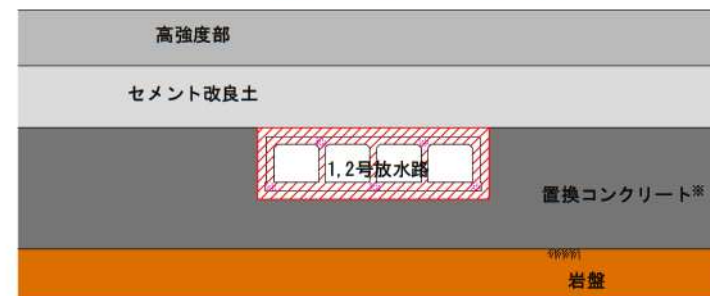 高強度部
セメント改良土
1,2号放水路
置換コンクリート※
岩盤